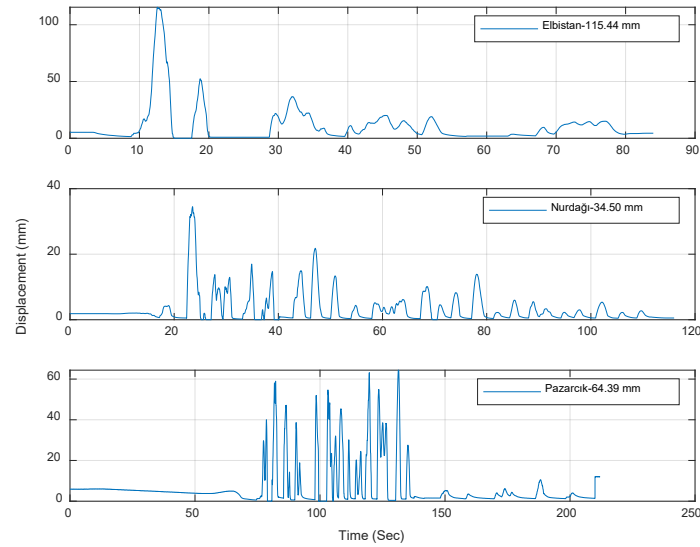 100
50
0
Elbistan-115.44 mm
0 10 20 30 40 50 60 70 80 90
Displacement (mm)
40
20
0
Nurdağı-34.50 mm
0 20 40 60 80 100 120
60
40
20
0
Pazarcık-64.39 mm
0 50 100 150 200 250
Time (Sec)